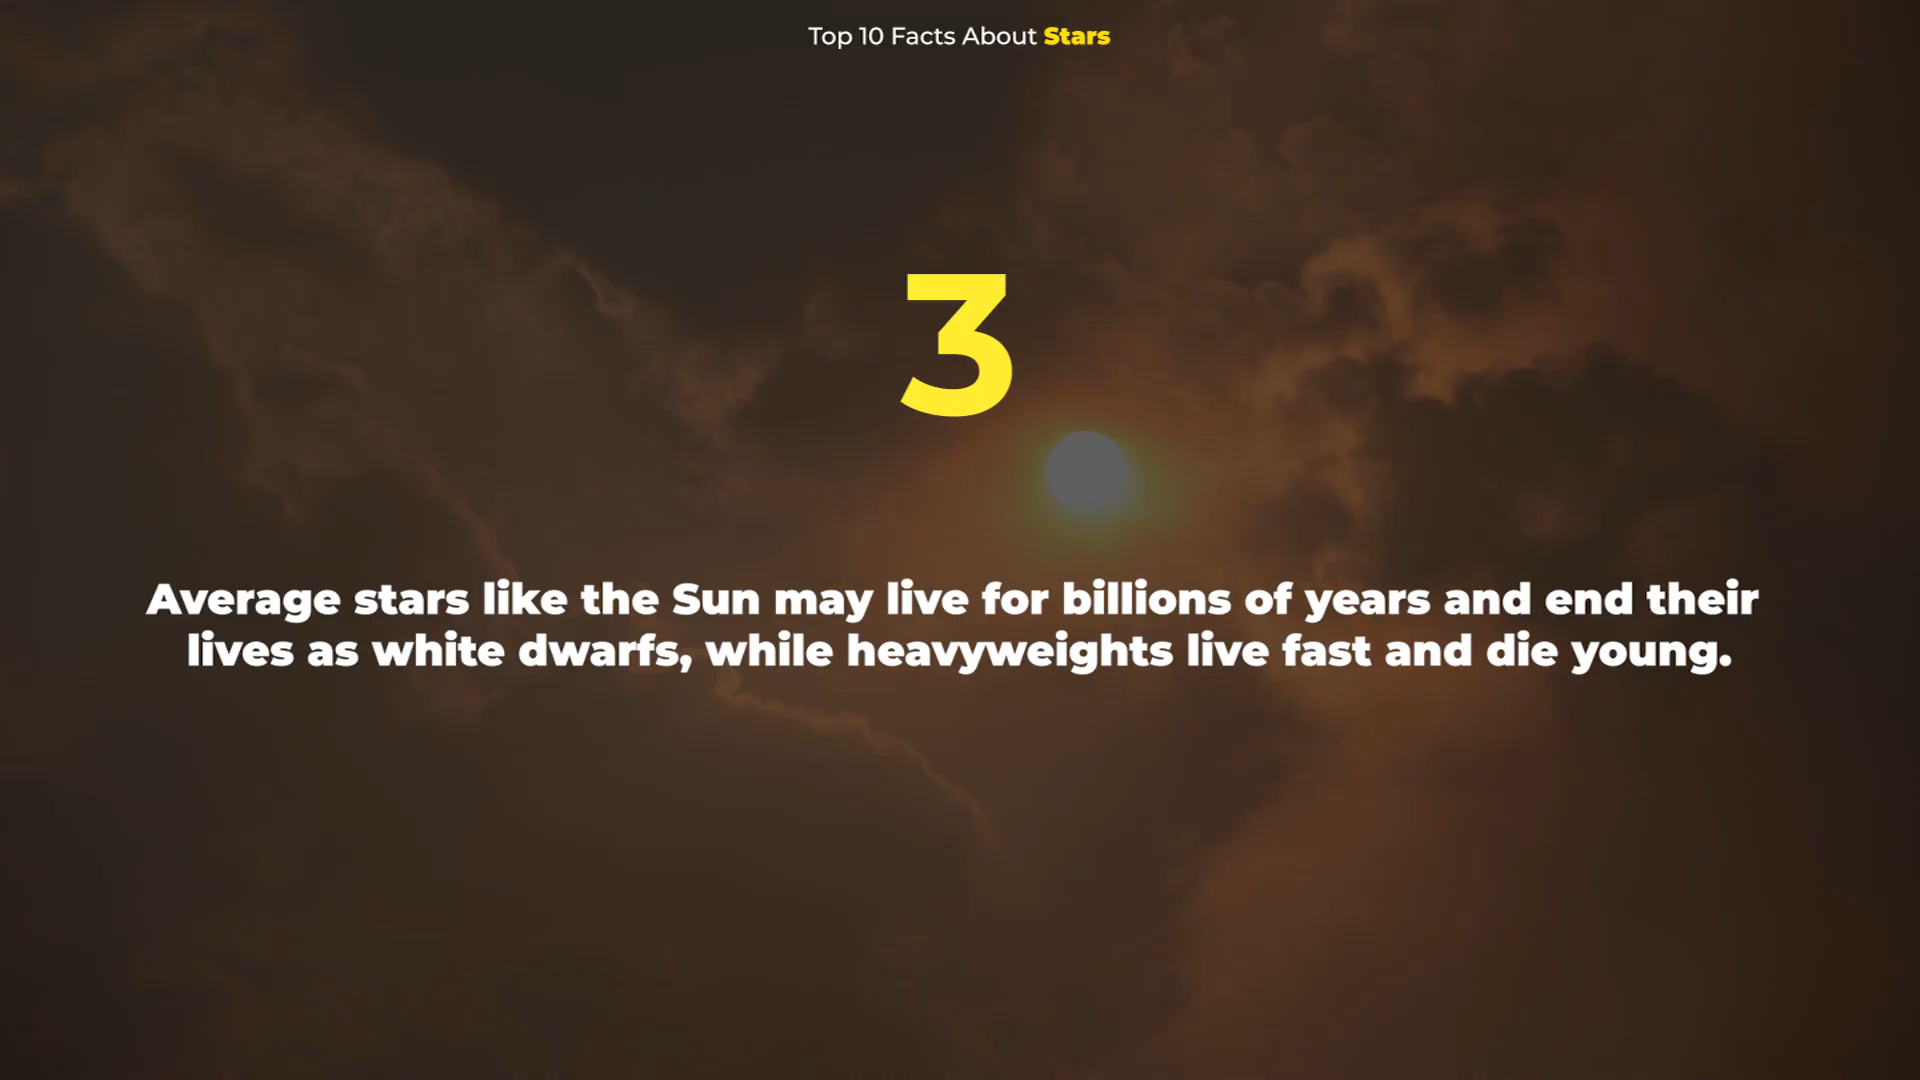 Top 10 Facts About Stars
3
Average stars like the Sun may live for billions of years and end their
lives as white dwarfs, while heavyweights live fast and die young.